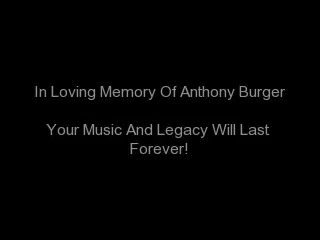 In Loving Memory Of Anthony Burger
Your Music And Legacy Will Last
Forever!